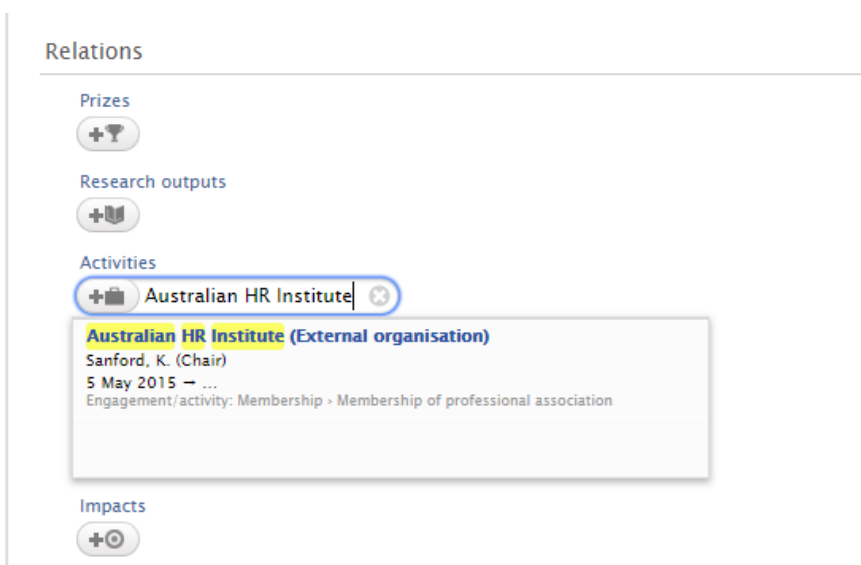 Relations
Prizes
Research outputs
Activities
Australian HR Institute
Australian HR Institute (External organisation)
Sanford, K. (Chair)
5 May 2015 → ...
Engagement/activity: Membership › Membership of professional association
Impacts